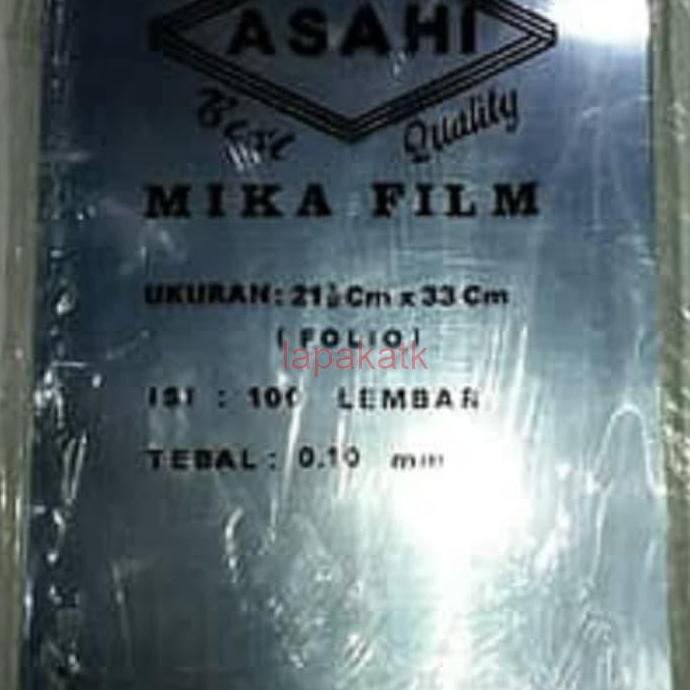 ASAHI
Best Quality
MIKA FILM
UKURAN: 21½ Cm x 33 Cm
(FOLIO)
lapakatk
ISI : 100 LEMBAR
TEBAL : 0.10 mm